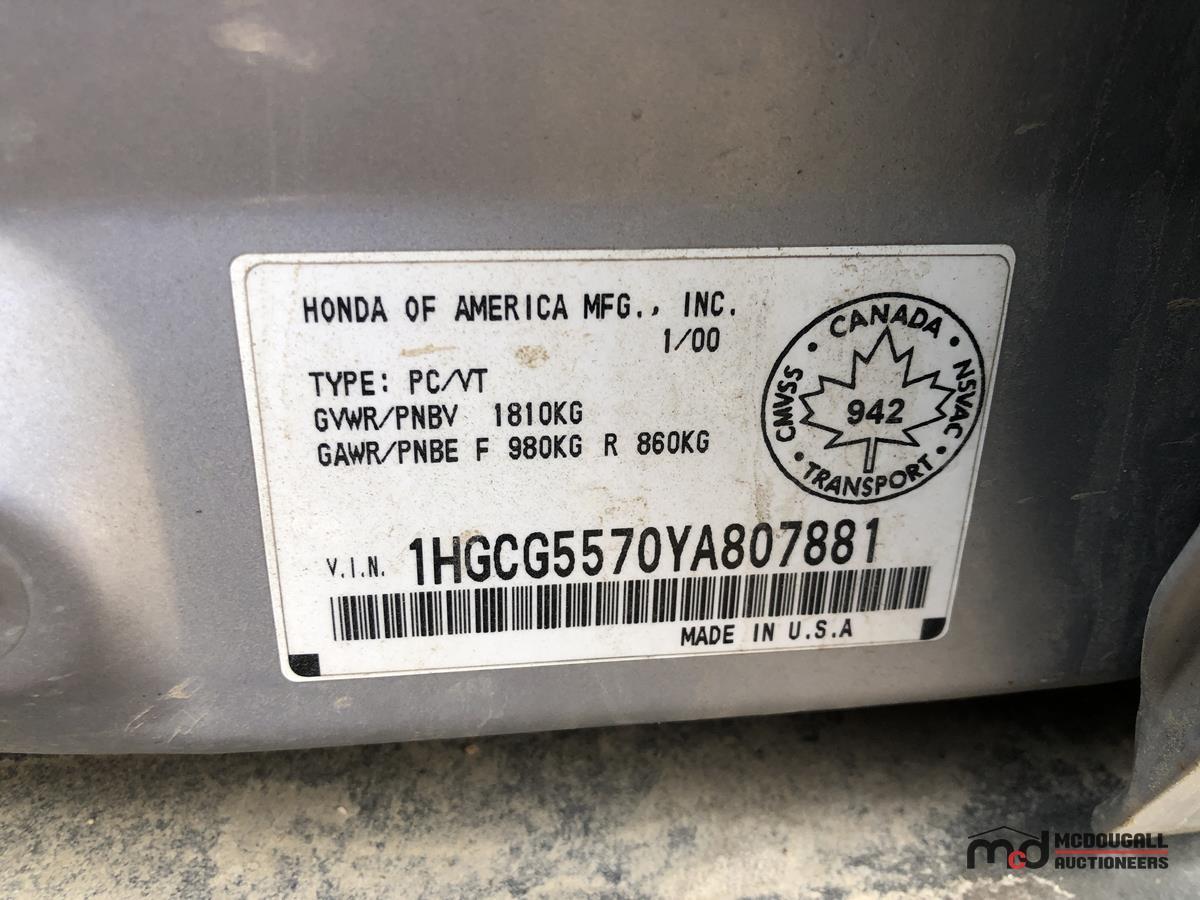 HONDA OF AMERICA MFG., INC.
1/00
TYPE: PC/VT
GVWR/PNBV 1810KG
GAWR/PNBE F 980KG R 860KG
CANADA
CMVSS
NSVAC
942
TRANSPORT
V.I.N. 1HGCG5570YA807881
MADE IN U.S.A
mcd MCDOUGALL
AUCTIONEERS